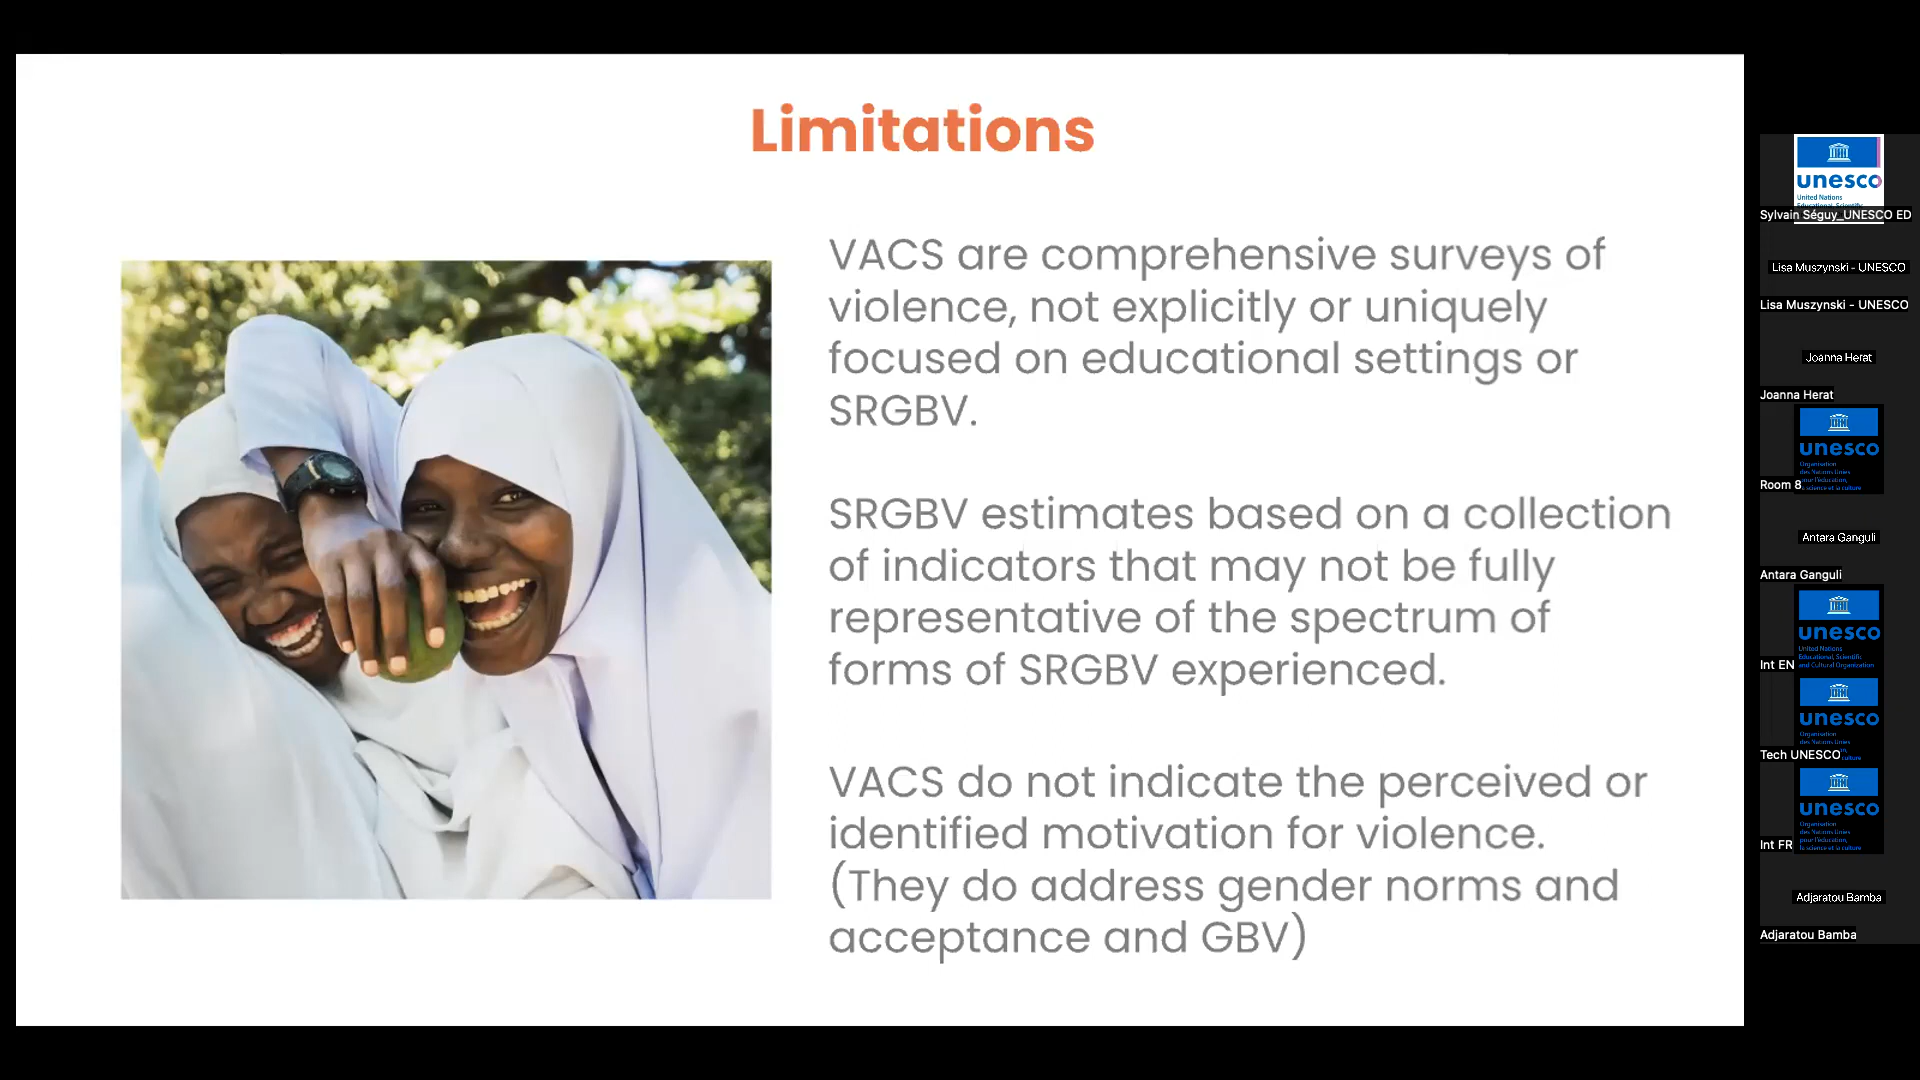 Limitations
VACS are comprehensive surveys of
violence, not explicitly or uniquely
focused on educational settings or
SRGBV.
SRGBV estimates based on a collection
of indicators that may not be fully
representative of the spectrum of
forms of SRGBV experienced.
VACS do not indicate the perceived or
identified motivation for violence.
(They do address gender norms and
acceptance and GBV)
unesco
United Nations
Sylvain Séguy_UNESCO ED
Lisa Muszynski - UNESCO
Lisa Muszynski - UNESCO
Joanna Herat
Joanna Herat
unesco
Organisation
des Nations Unies
pour l'éducation,
la science et la culture
Room 8
Antara Ganguli
Antara Ganguli
unesco
United Nations
Educational, Scientific
and Cultural Organization
Int EN
unesco
Organisation
des Nations Unies
culture
Tech UNESCO
unesco
Organisation
des Nations Unies
pour l'éducation,
la science et la culture
Int FR
Adjaratou Bamba
Adjaratou Bamba